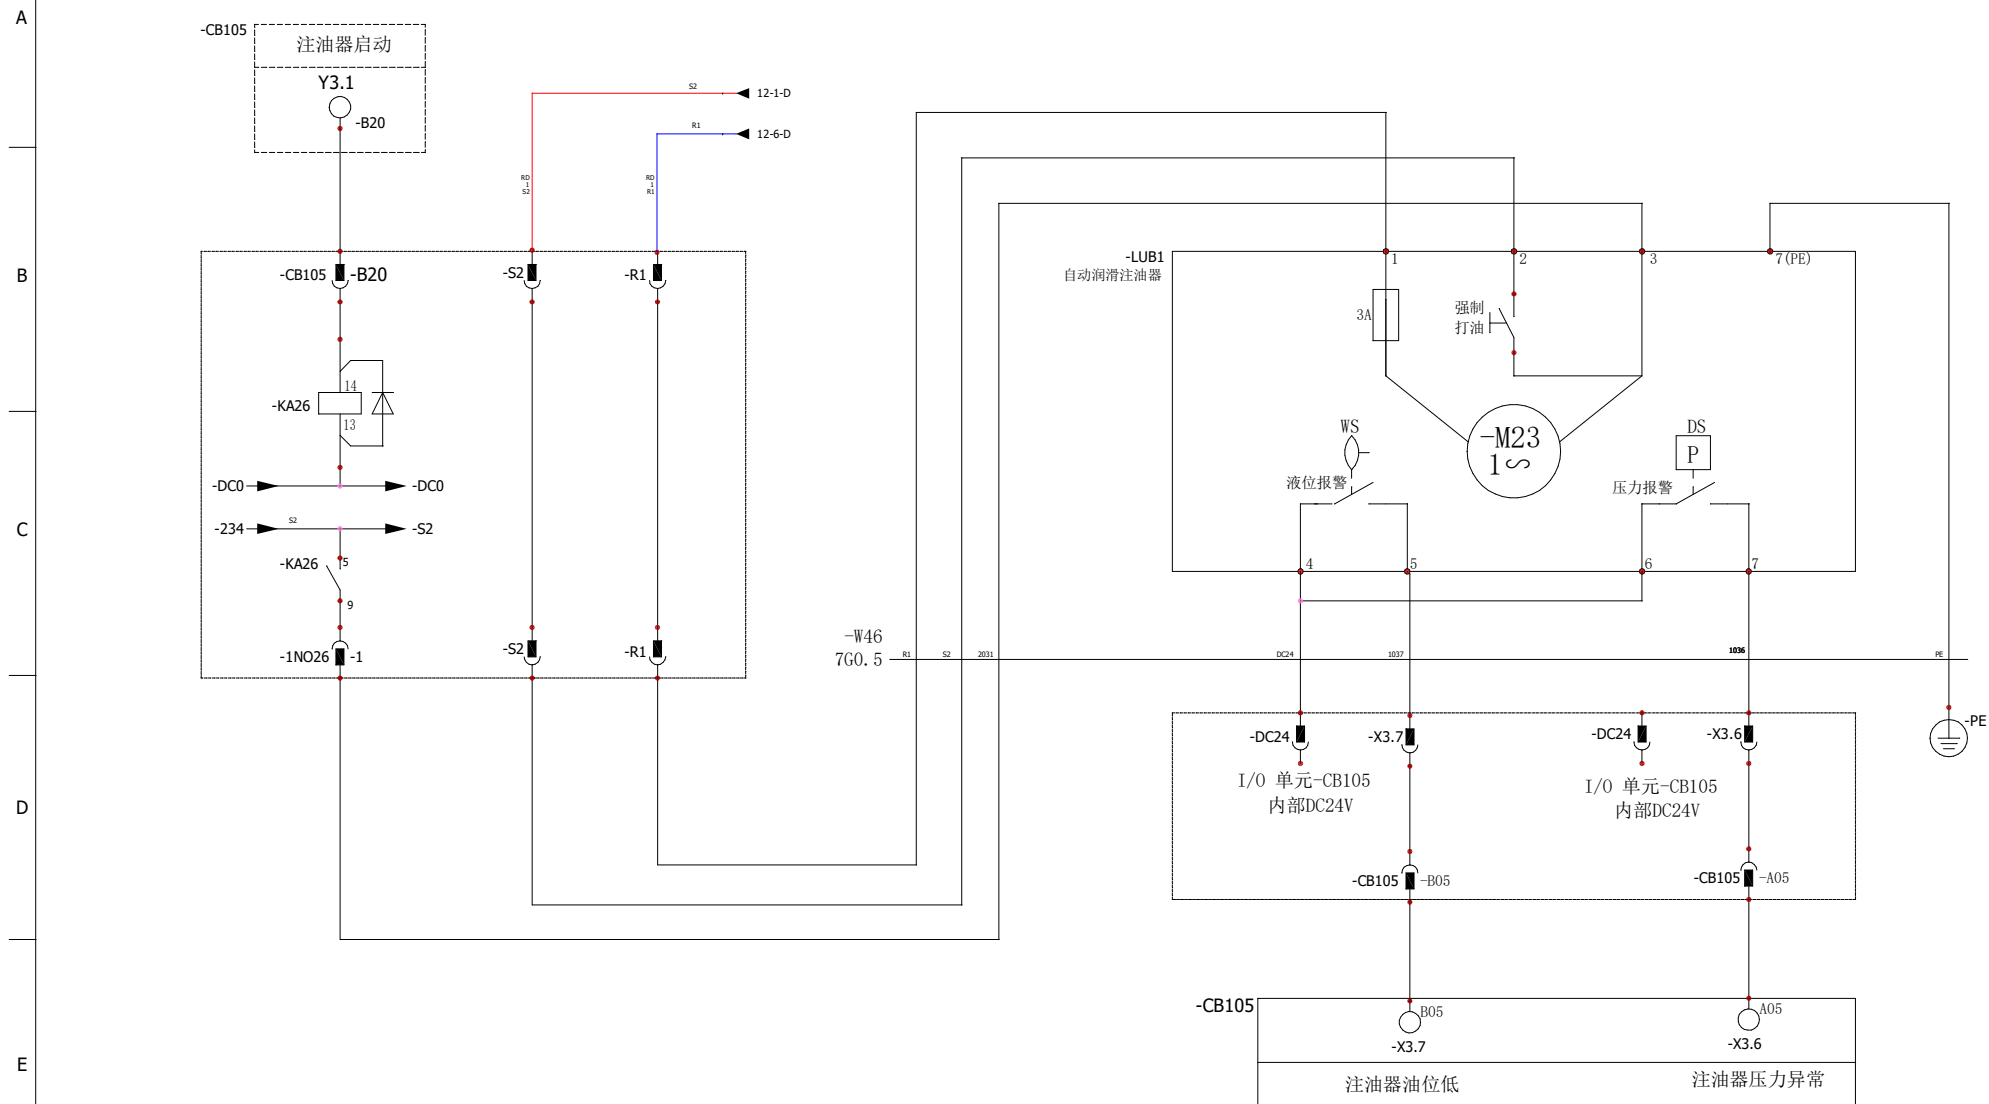 A
-CB105
注油器启动
Y3.1
-B20
S2
12-1-D
R1
12-6-D
RD
1
S2
RD
1
R1
B
-CB105
-B20
-S2
-R1
-LUB1
自动润滑注油器
1
2
3
7(PE)
3A
强制
打油
14
-KA26
13
-M23
1∽
WS
液位报警
DS
P
压力报警
-DC0
-DC0
C
-234
S2
-S2
-KA26
5
9
4
5
6
7
-1NO26
-1
-S2
-R1
-W46
7G0.5
R1
S2
2031
DC24
1037
1036
PE
-DC24
-X3.7
-DC24
-X3.6
-PE
I/O 单元-CB105
内部DC24V
I/O 单元-CB105
内部DC24V
D
-CB105
-B05
-CB105
-A05
-CB105
B05
-X3.7
A05
-X3.6
E
注油器油位低
注油器压力异常